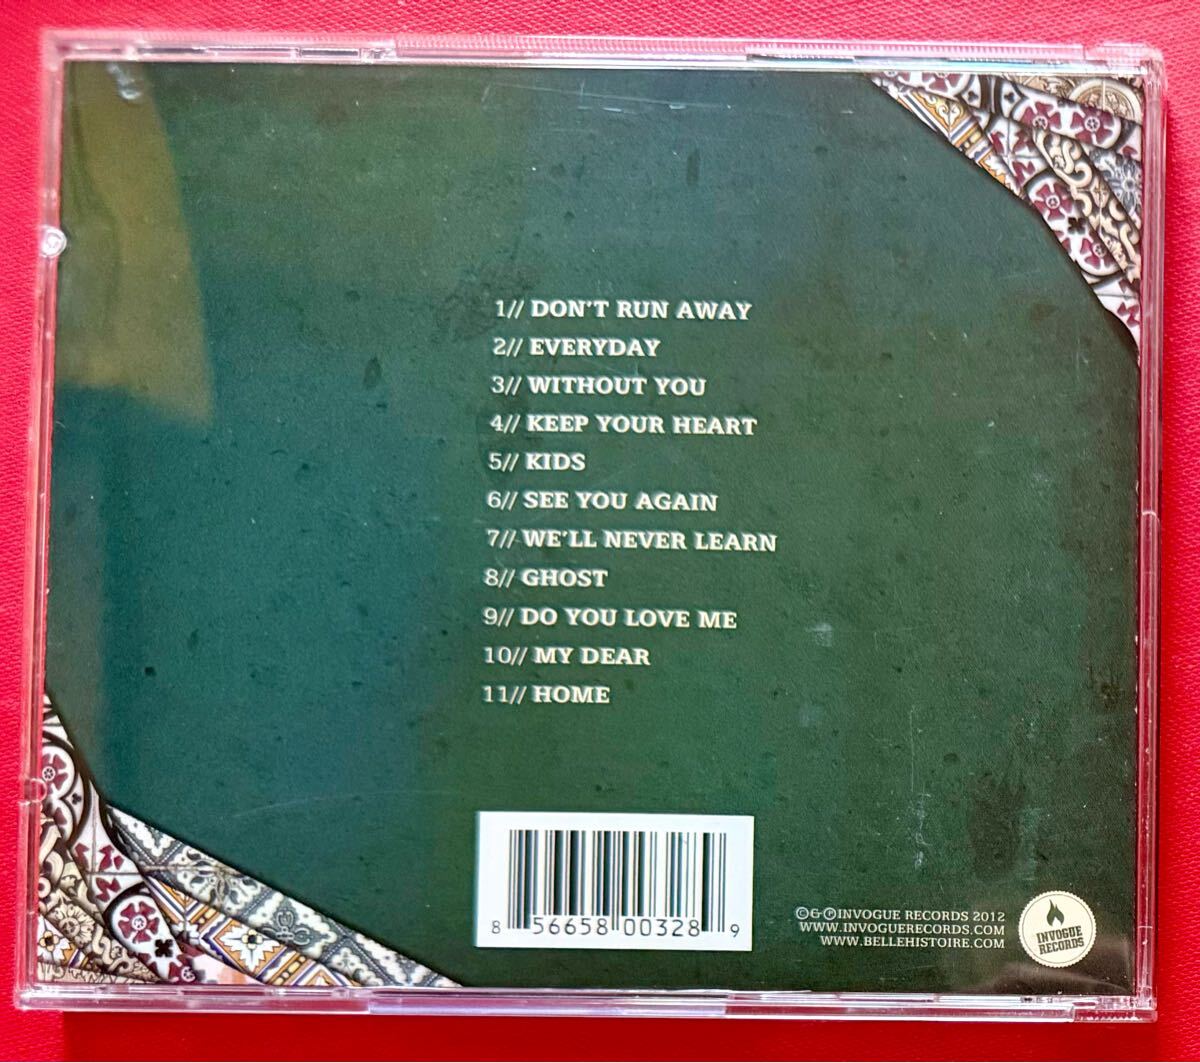 1// DON'T RUN AWAY
2// EVERYDAY
3// WITHOUT YOU
4// KEEP YOUR HEART
5// KIDS
6// SEE YOU AGAIN
7// WE'LL NEVER LEARN
8// GHOST
9// DO YOU LOVE ME
10// MY DEAR
11// HOME
8 56658 00328 9
©&℗INVOGUE RECORDS 2012
WWW.INVOGUERECORDS.COM
WWW.BELLEHISTOIRE.COM
INVOGUE
RECORDS